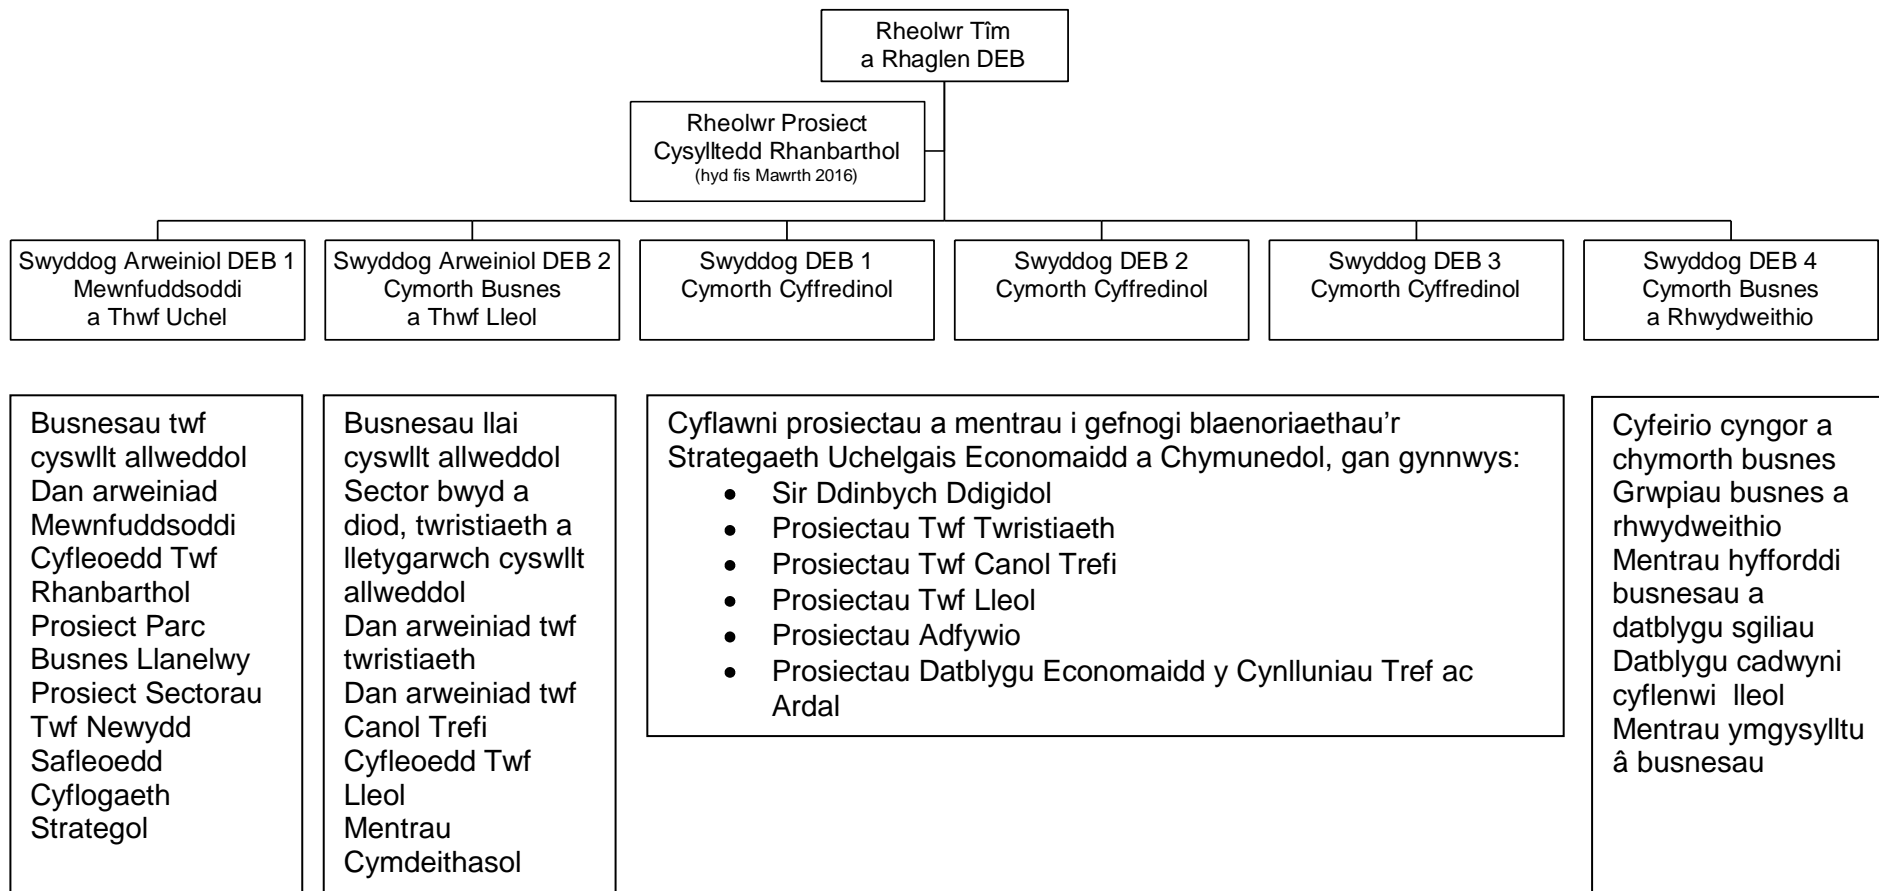 Rheolwr Tîm
a Rhaglen DEB
Rheolwr Prosiect
Cysylltedd Rhanbarthol
(hyd fis Mawrth 2016)
Swyddog Arweiniol DEB 1
Mewnfuddsoddi
a Thwf Uchel
Swyddog Arweiniol DEB 2
Cymorth Busnes
a Thwf Lleol
Swyddog DEB 1
Cymorth Cyffredinol
Swyddog DEB 2
Cymorth Cyffredinol
Swyddog DEB 3
Cymorth Cyffredinol
Swyddog DEB 4
Cymorth Busnes
a Rhwydweithio
Busnesau twf
cyswllt allweddol
Dan arweiniad
Mewnfuddsoddi
Cyfleoedd Twf
Rhanbarthol
Prosiect Parc
Busnes Llanelwy
Prosiect Sectorau
Twf Newydd
Safleoedd
Cyflogaeth
Strategol
Busnesau llai
cyswllt allweddol
Sector bwyd a
diod, twristiaeth a
lletygarwch cyswllt
allweddol
Dan arweiniad twf
twristiaeth
Dan arweiniad twf
Canol Trefi
Cyfleoedd Twf
Lleol
Mentrau
Cymdeithasol
Cyflawni prosiectau a mentrau i gefnogi blaenoriaethau’r
Strategaeth Uchelgais Economaidd a Chymunedol, gan gynnwys:
• Sir Ddinbych Ddigidol
• Prosiectau Twf Twristiaeth
• Prosiectau Twf Canol Trefi
• Prosiectau Twf Lleol
• Prosiectau Adfywio
• Prosiectau Datblygu Economaidd y Cynlluniau Tref ac
Ardal
Cyfeirio cyngor a
chymorth busnes
Grwpiau busnes a
rhwydweithio
Mentrau hyfforddi
busnesau a
datblygu sgiliau
Datblygu cadwyni
cyflenwi lleol
Mentrau ymgysylltu
â busnesau